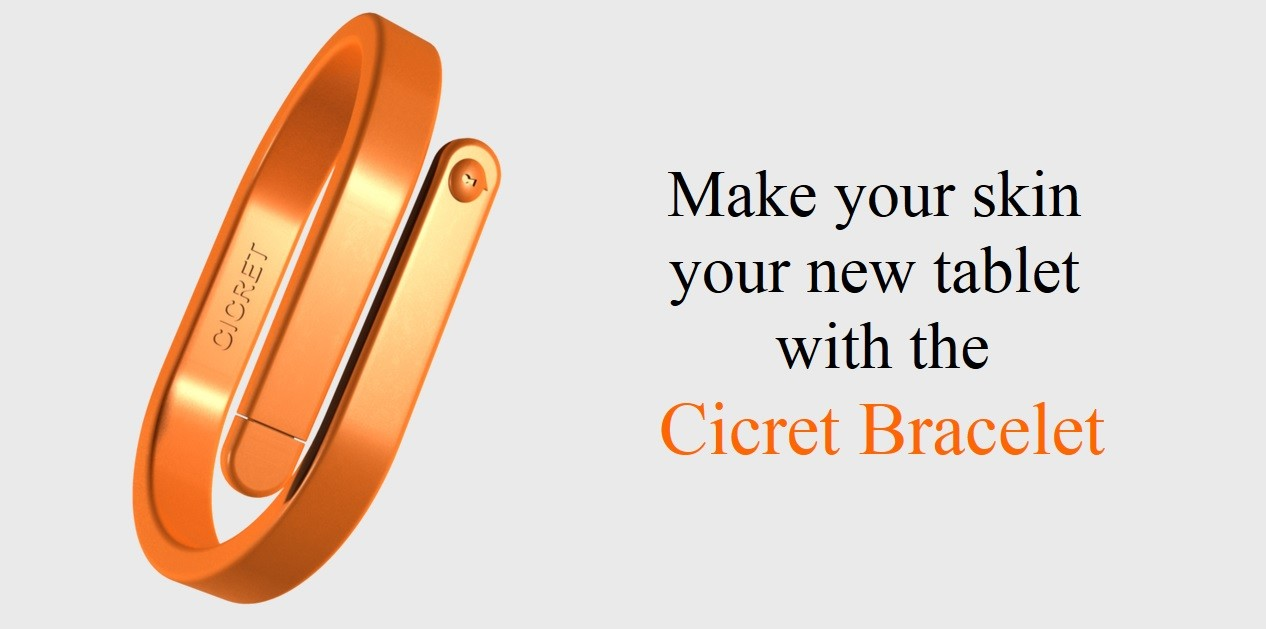 CICRET
Make your skin
your new tablet
with the
Cicret Bracelet